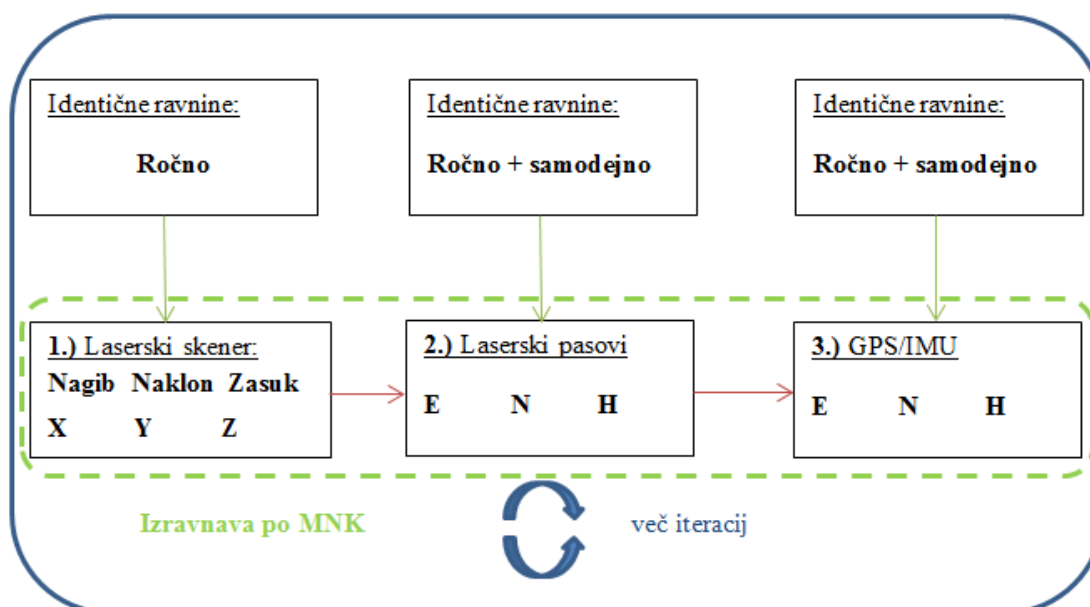 Identične ravnine:
Ročno
Identične ravnine:
Ročno + samodejno
Identične ravnine:
Ročno + samodejno
1.) Laserski skener:
Nagib Naklon Zasuk
X Y Z
2.) Laserski pasovi
E N H
3.) GPS/IMU
E N H
Izravnava po MNK
več iteracij